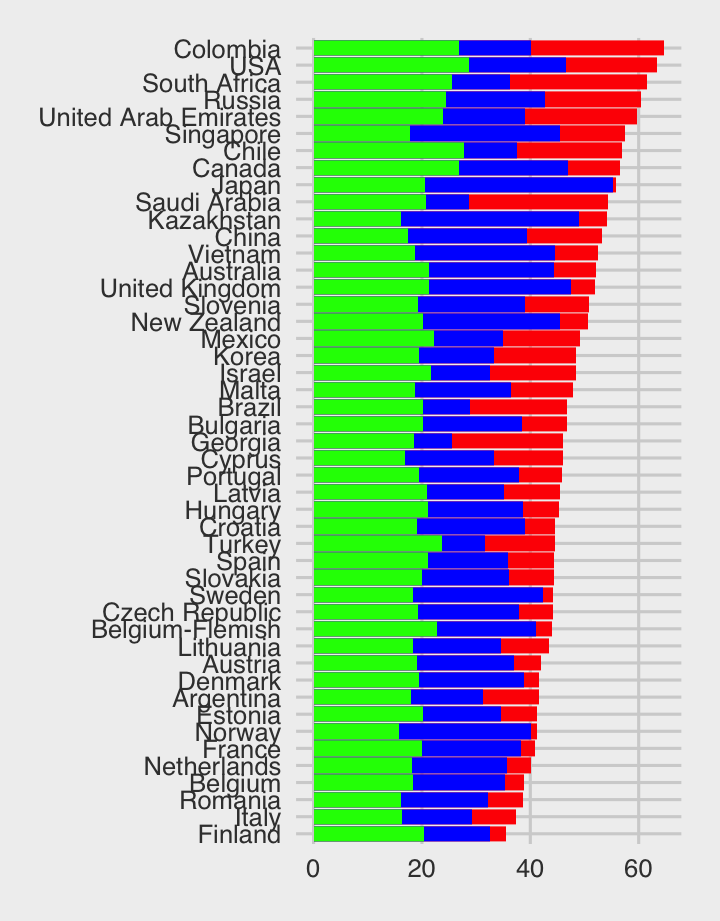 Colombia
USA
South Africa
Russia
United Arab Emirates
Singapore
Chile
Canada
Japan
Saudi Arabia
Kazakhstan
China
Vietnam
Australia
United Kingdom
Slovenia
New Zealand
Mexico
Korea
Israel
Malta
Brazil
Bulgaria
Georgia
Cyprus
Portugal
Latvia
Hungary
Croatia
Turkey
Spain
Slovakia
Sweden
Czech Republic
Belgium-Flemish
Lithuania
Austria
Denmark
Argentina
Estonia
Norway
France
Netherlands
Belgium
Romania
Italy
Finland
0 20 40 60